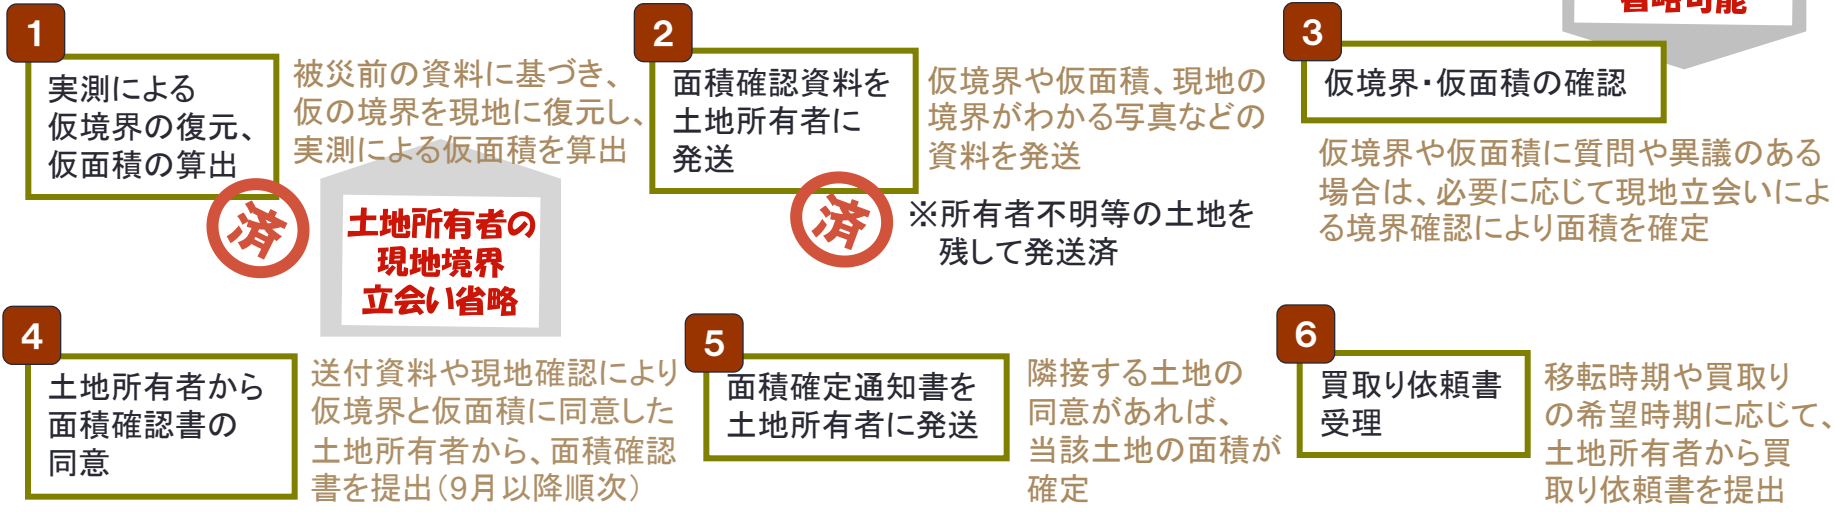 1
実測による
仮境界の復元、
仮面積の算出
済
被災前の資料に基づき、
仮の境界を現地に復元し、
実測による仮面積を算出
土地所有者の
現地境界
立会い省略
2
面積確認資料を
土地所有者に
発送
済
仮境界や仮面積、現地の
境界がわかる写真などの
資料を発送
※所有者不明等の土地を
残して発送済
省略可能
3
仮境界・仮面積の確認
仮境界や仮面積に質問や異議のある
場合は、必要に応じて現地立会いによ
る境界確認により面積を確定
4
土地所有者から
面積確認書の
同意
送付資料や現地確認により
仮境界と仮面積に同意した
土地所有者から、面積確認
書を提出（9月以降順次）
5
面積確定通知書を
土地所有者に発送
隣接する土地の
同意があれば、
当該土地の面積が
確定
6
買取り依頼書
受理
移転時期や買取り
の希望時期に応じて、
土地所有者から買
取り依頼書を提出